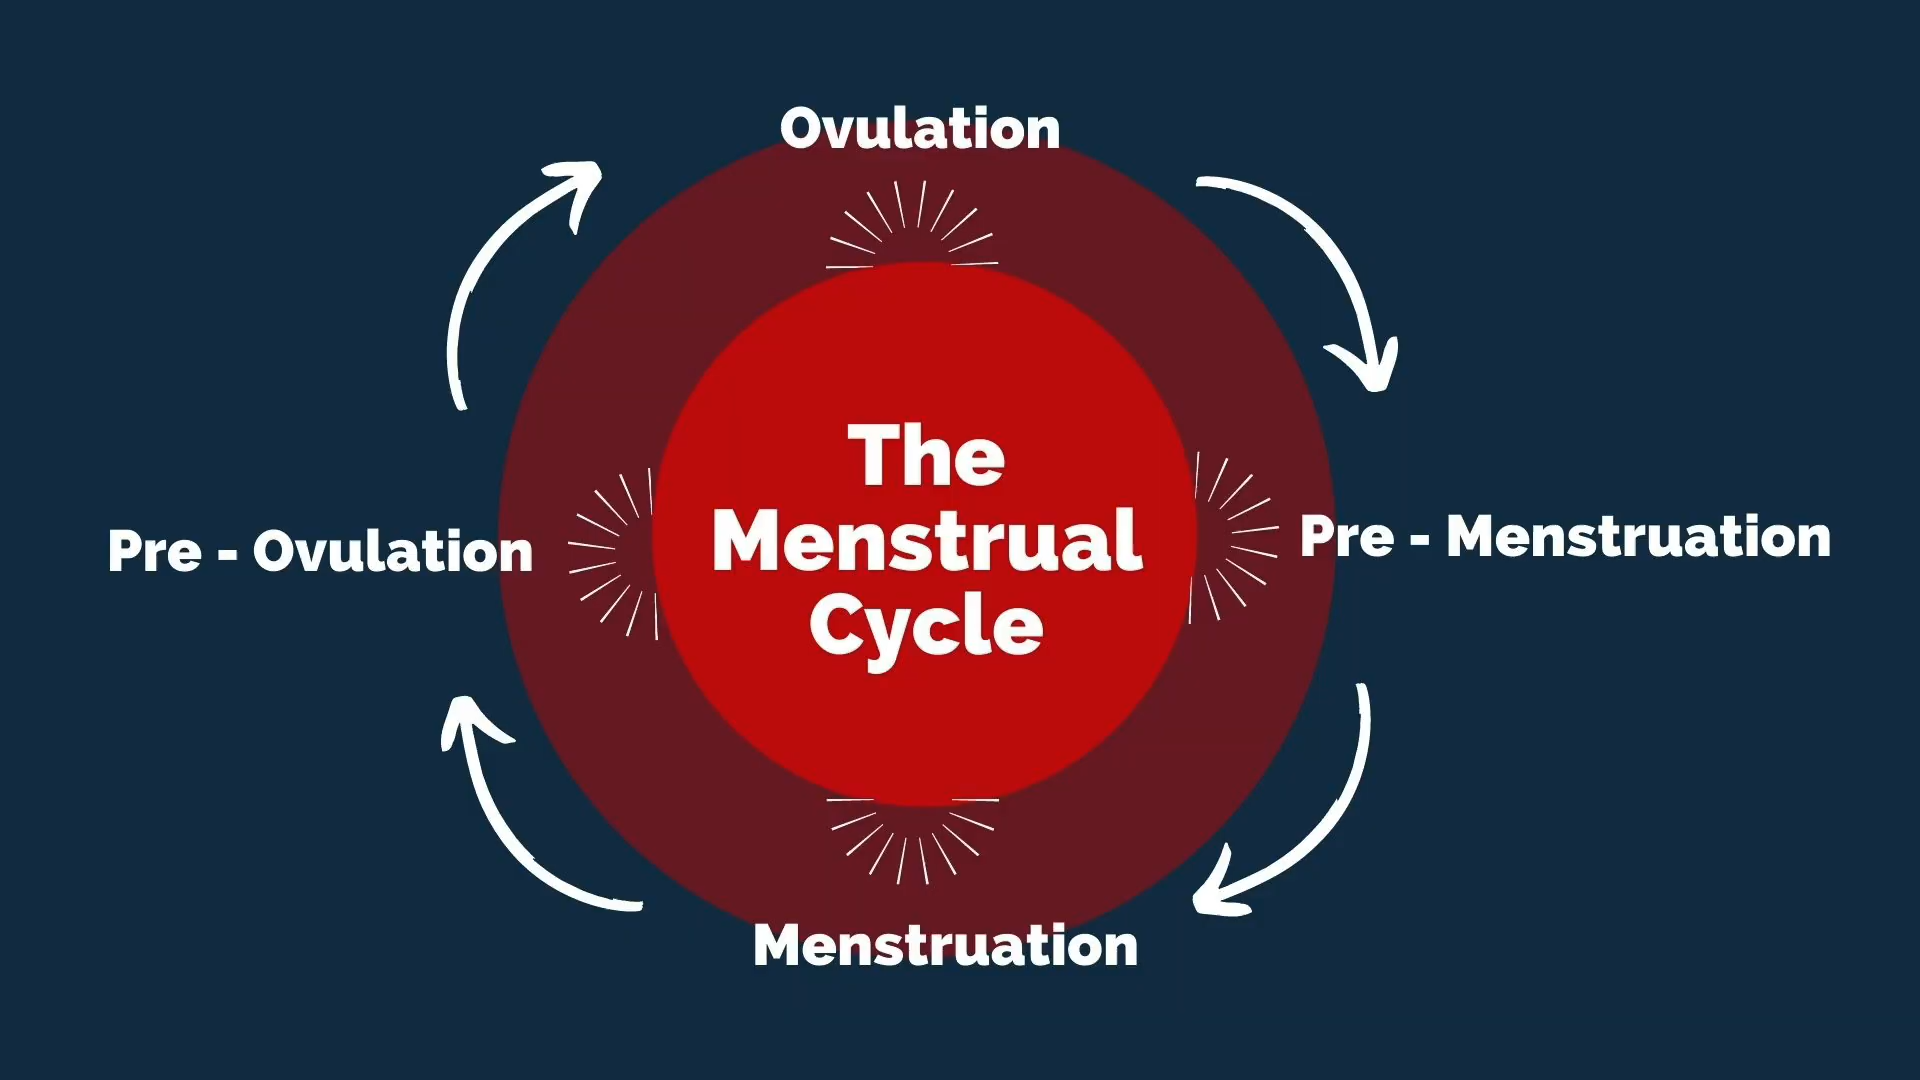 Ovulation
The
Menstrual
Cycle
Pre - Ovulation
Pre - Menstruation
Menstruation